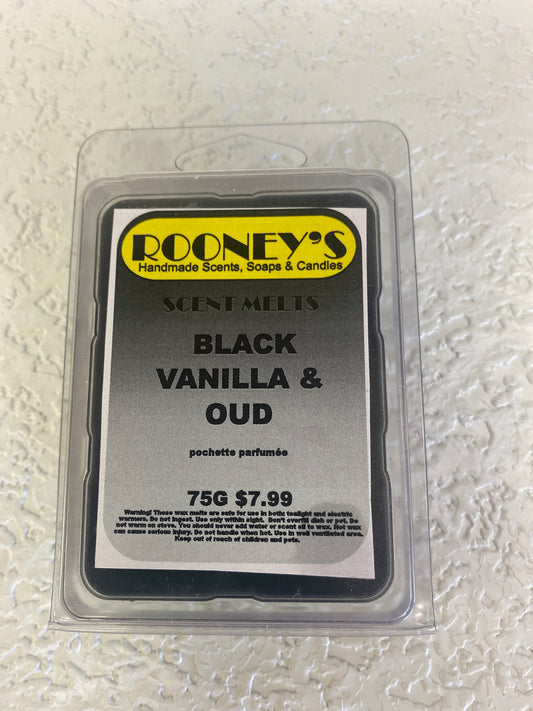 ROONEY'S
Handmade Scents, Soaps & Candles
SCENT MELTS
BLACK
VANILLA &
OUD
pochette parfumée
75G $7.99
Warning! These wax melts are safe for use in both: tealight and electric
warmers. Do not ingest. Use only within sight. Don't overfill dish or pot. Do
not warm on stove. You should never add water or scent oil to wax. Hot wax
can cause serious injury. Do not handle when hot. Use in well ventilated area.
Keep out of reach of children and pets.